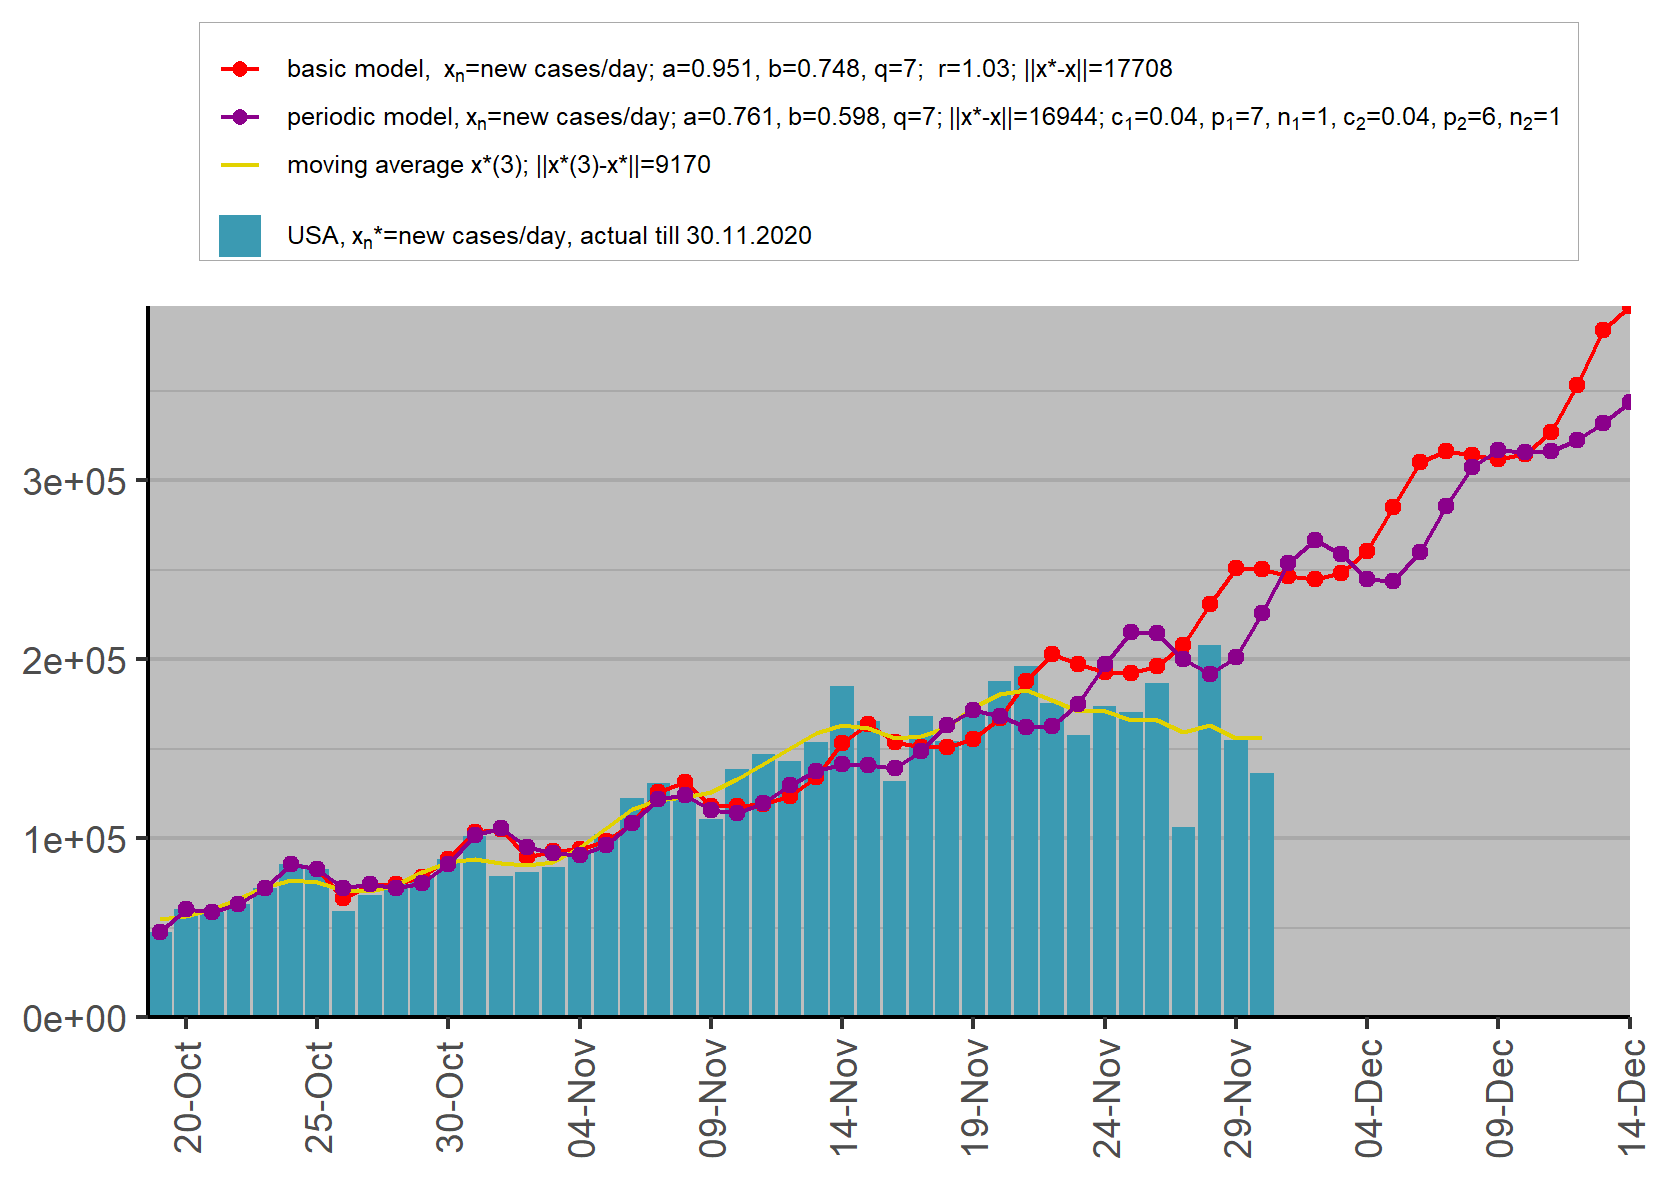 basic model, xₙ=new cases/day; a=0.951, b=0.748, q=7; r=1.03; ||x*-x||=17708
periodic model, xₙ=new cases/day; a=0.761, b=0.598, q=7; ||x*-x||=16944; c₁=0.04, p₁=7, n₁=1, c₂=0.04, p₂=6, n₂=1
moving average x*(3); ||x*(3)-x*||=9170
USA, xₙ*=new cases/day, actual till 30.11.2020
3e+05
2e+05
1e+05
0e+00
20-Oct
25-Oct
30-Oct
04-Nov
09-Nov
14-Nov
19-Nov
24-Nov
29-Nov
04-Dec
09-Dec
14-Dec